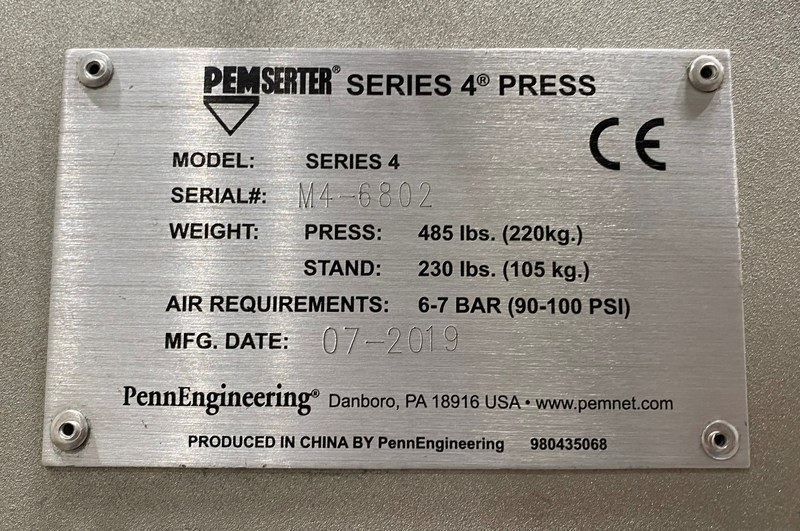 PEMSERTER® SERIES 4® PRESS
CE
MODEL: SERIES 4
SERIAL#: M4-6802
WEIGHT: PRESS: 485 lbs. (220kg.)
STAND: 230 lbs. (105 kg.)
AIR REQUIREMENTS: 6-7 BAR (90-100 PSI)
MFG. DATE: 07-2019
PennEngineering® Danboro, PA 18916 USA • www.pemnet.com
PRODUCED IN CHINA BY PennEngineering 980435068